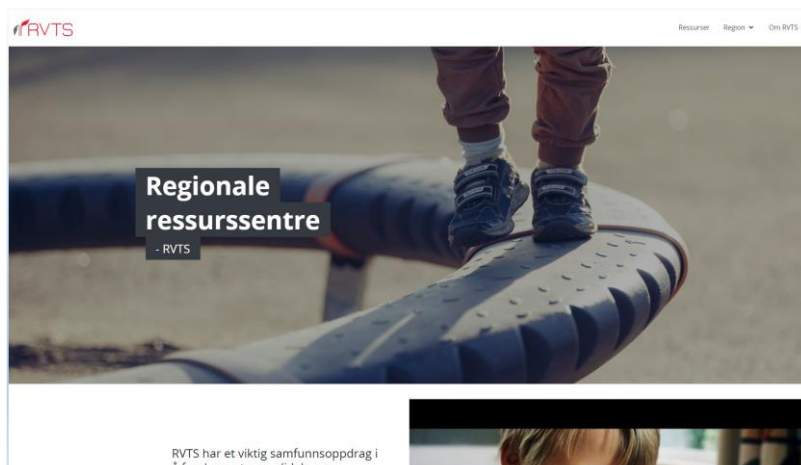 RVTS
Ressurser
Region
Om RVTS
Regionale
ressurssentre
- RVTS
RVTS har et viktig samfunnsoppdrag i